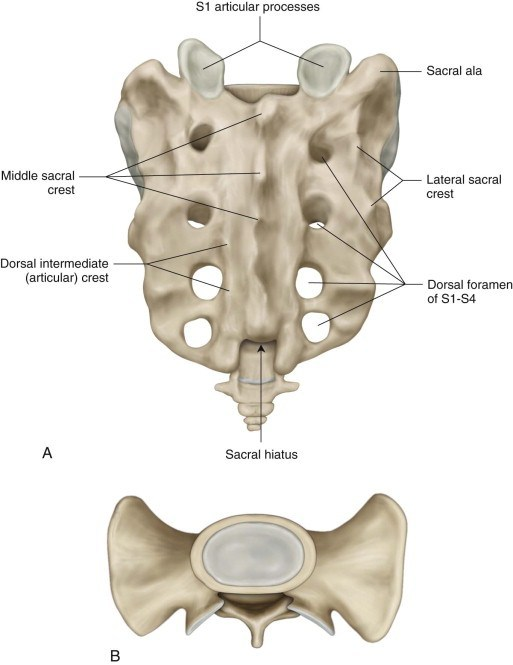 S1 articular processes
Sacral ala
Middle sacral
crest
Lateral sacral
crest
Dorsal intermediate
(articular) crest
Dorsal foramen
of S1-S4
A
Sacral hiatus
B